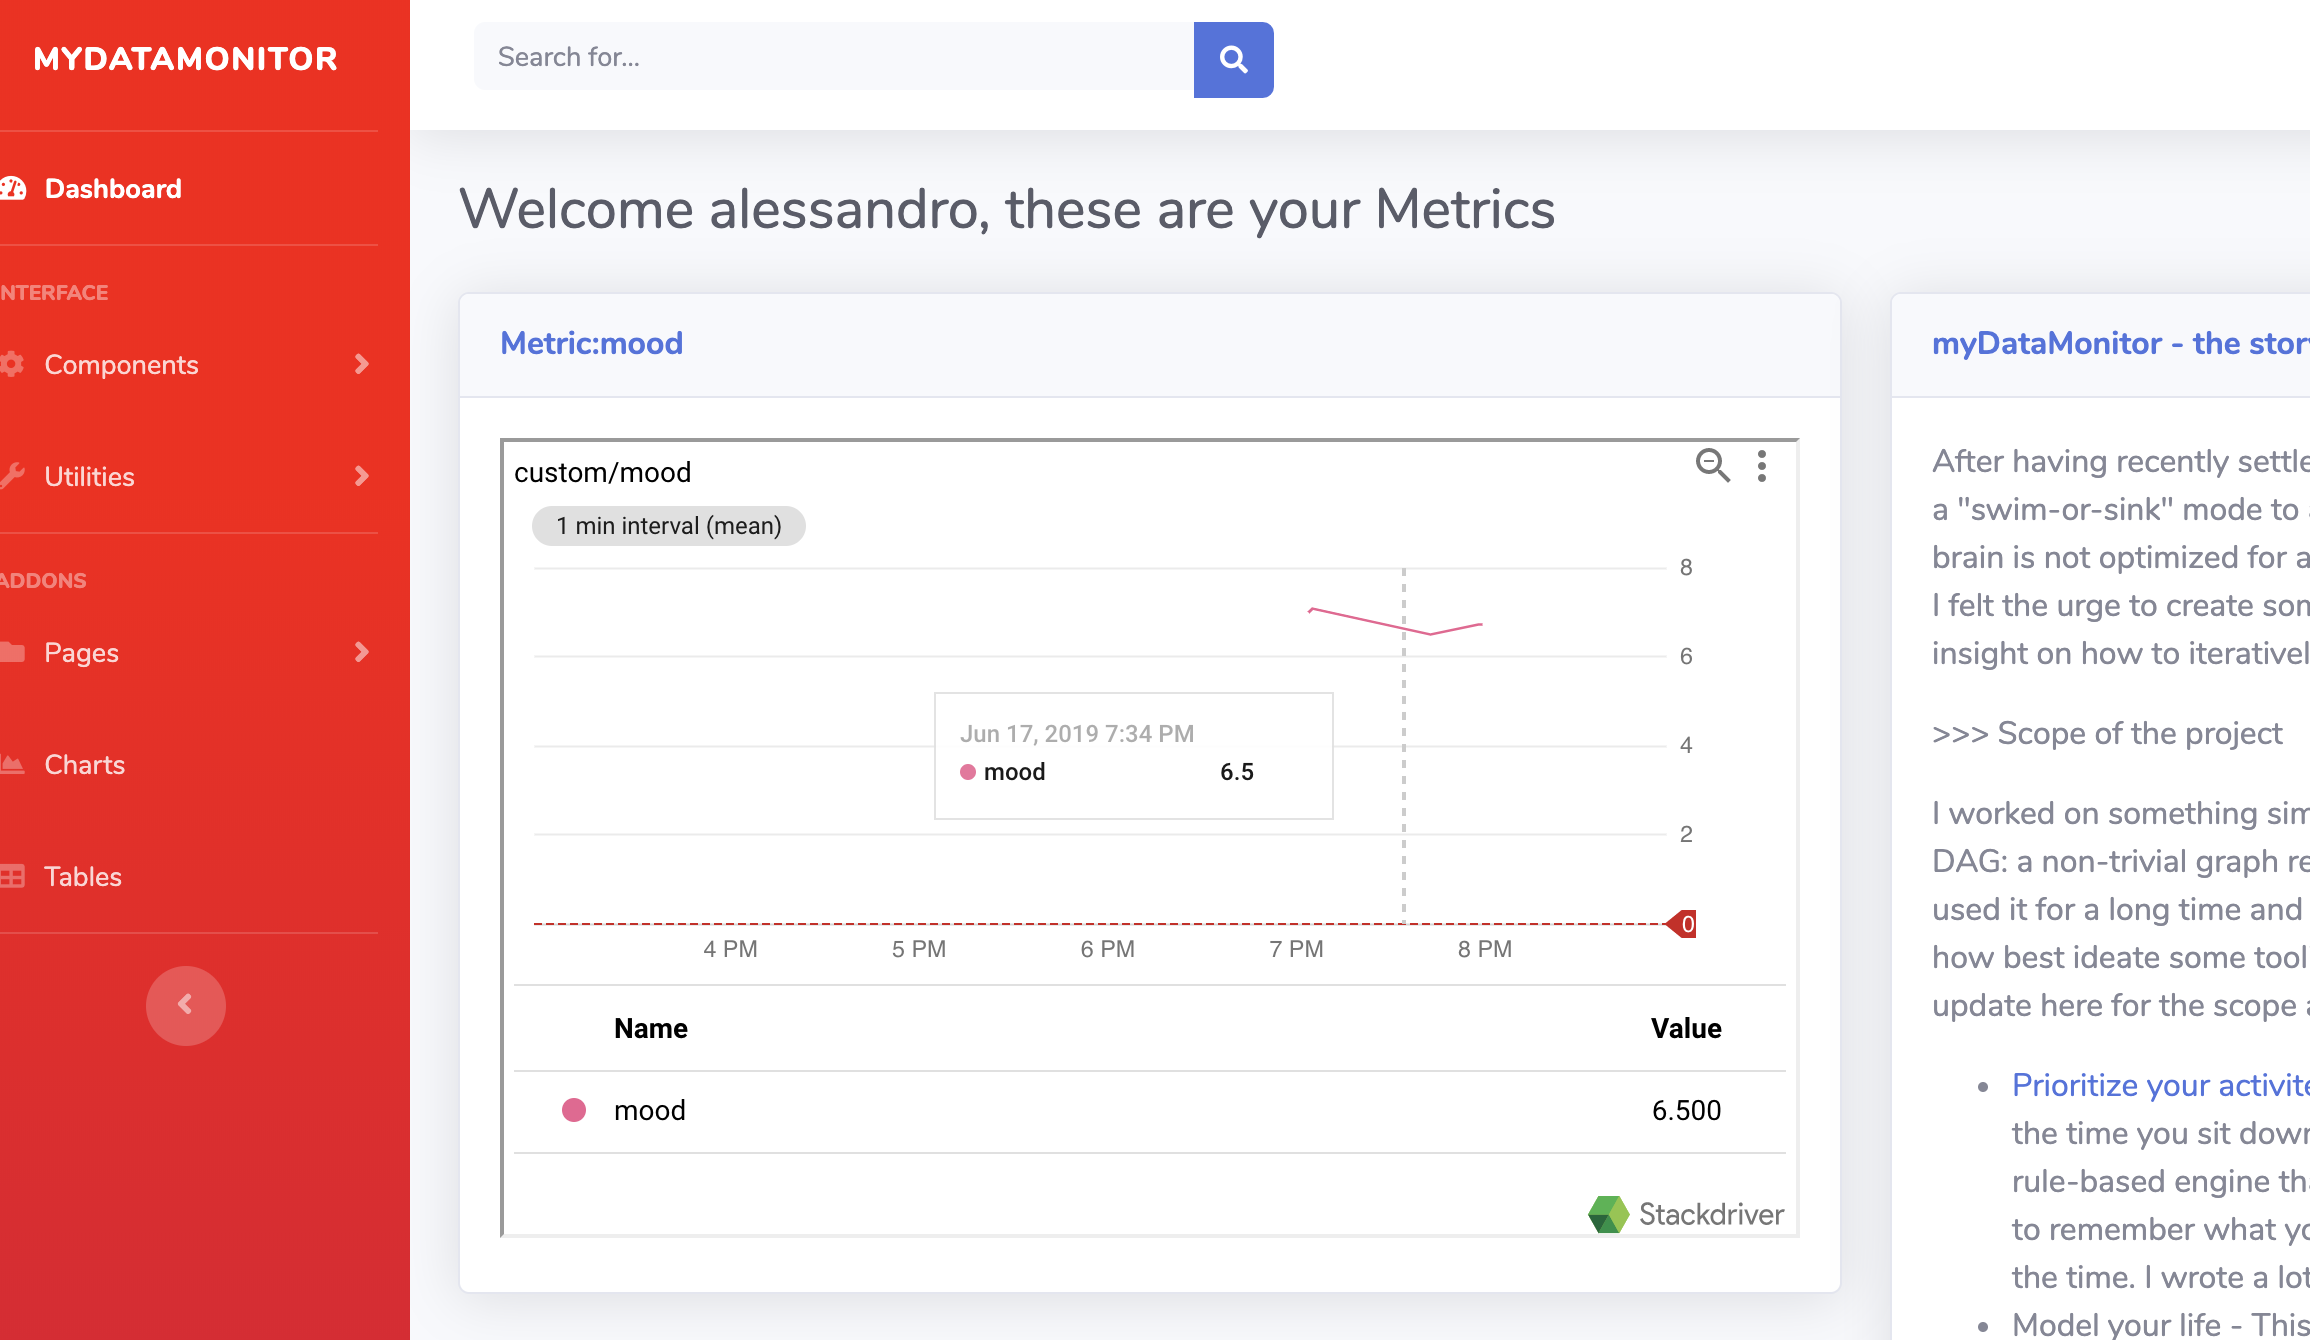 MYDATAMONITOR
Dashboard
NTERFACE
Components
Utilities
ADDONS
Pages
Charts
Tables
Search for...
Welcome alessandro, these are your Metrics
Metric:mood
custom/mood
1 min interval (mean)
8
6
4
2
0
Jun 17, 2019 7:34 PM
mood 6.5
4 PM 5 PM 6 PM 7 PM 8 PM
Name Value
mood 6.500
Stackdriver
myDataMonitor - the story
After having recently settle
a "swim-or-sink" mode to
brain is not optimized for a
I felt the urge to create som
insight on how to iterativel
>>> Scope of the project
I worked on something sim
DAG: a non-trivial graph re
used it for a long time and
how best ideate some tool
update here for the scope a
Prioritize your activite
the time you sit down
rule-based engine tha
to remember what yo
the time. I wrote a lot
Model your life - This